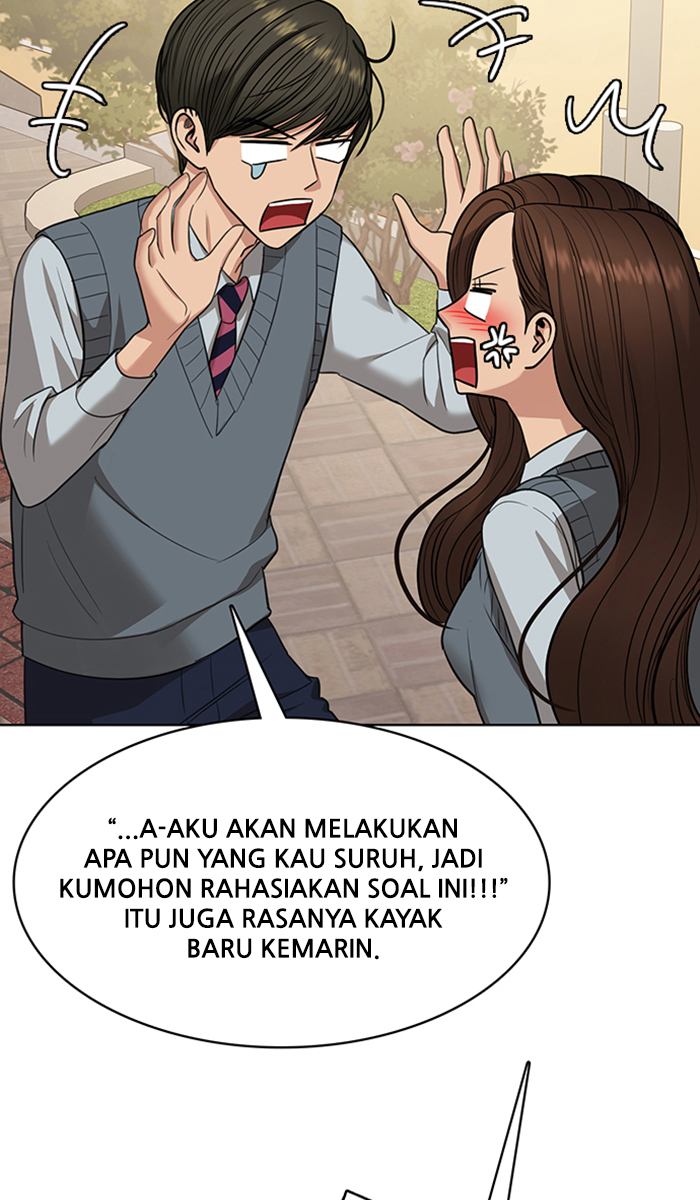 “...A-AKU AKAN MELAKUKAN
APA PUN YANG KAU SURUH, JADI
KUMOHON RAHASIAKAN SOAL INI!!!”
ITU JUGA RASANYA KAYAK
BARU KEMARIN.